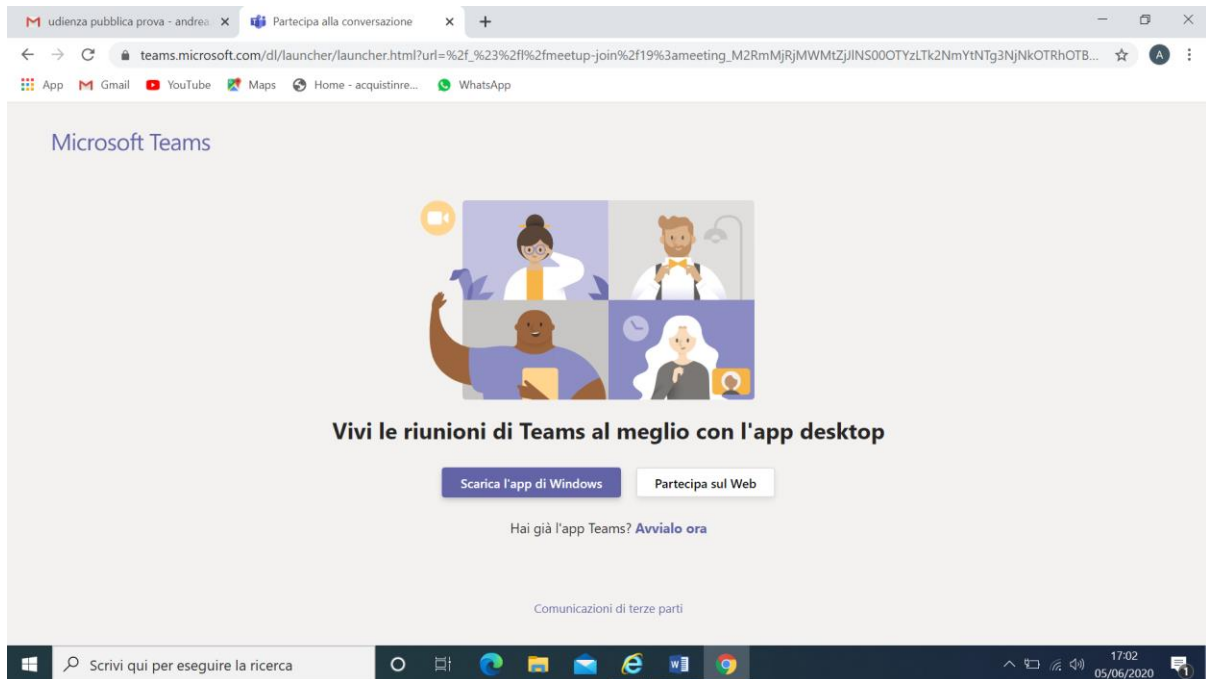 udienza pubblica prova - andrea
Partecipa alla conversazione
teams.microsoft.com/dl/launcher/launcher.html?url=%2f_%23%2fl%2fmeetup-join%2f19%3ameeting_M2RmMjRjMWMtZjJlNS00OTYzLTk2NmYtNTg3NjNkOTRhOTB...
A
App Gmail YouTube Maps Home - acquistinre... WhatsApp
Microsoft Teams
Vivi le riunioni di Teams al meglio con l'app desktop
Scarica l'app di Windows Partecipa sul Web
Hai già l'app Teams? Avvialo ora
Comunicazioni di terze parti
Scrivi qui per eseguire la ricerca
17:02
05/06/2020
1